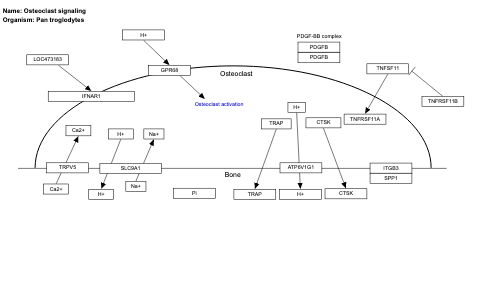 Name: Osteoclast signaling
Organism: Pan troglodytes
H+
PDGF-BB complex
PDGFB
PDGFB
LOC473183
GPR68
Osteoclast
TNFSF11
IFNAR1
Osteoclast activation
TNFRSF11B
H+
TRAP
CTSK
TNFRSF11A
Ca2+
H+
Na+
TRPV5
SLC9A1
ATP6V1G1
ITGB3
Bone
SPP1
Ca2+
Na+
H+
PI
TRAP
H+
CTSK